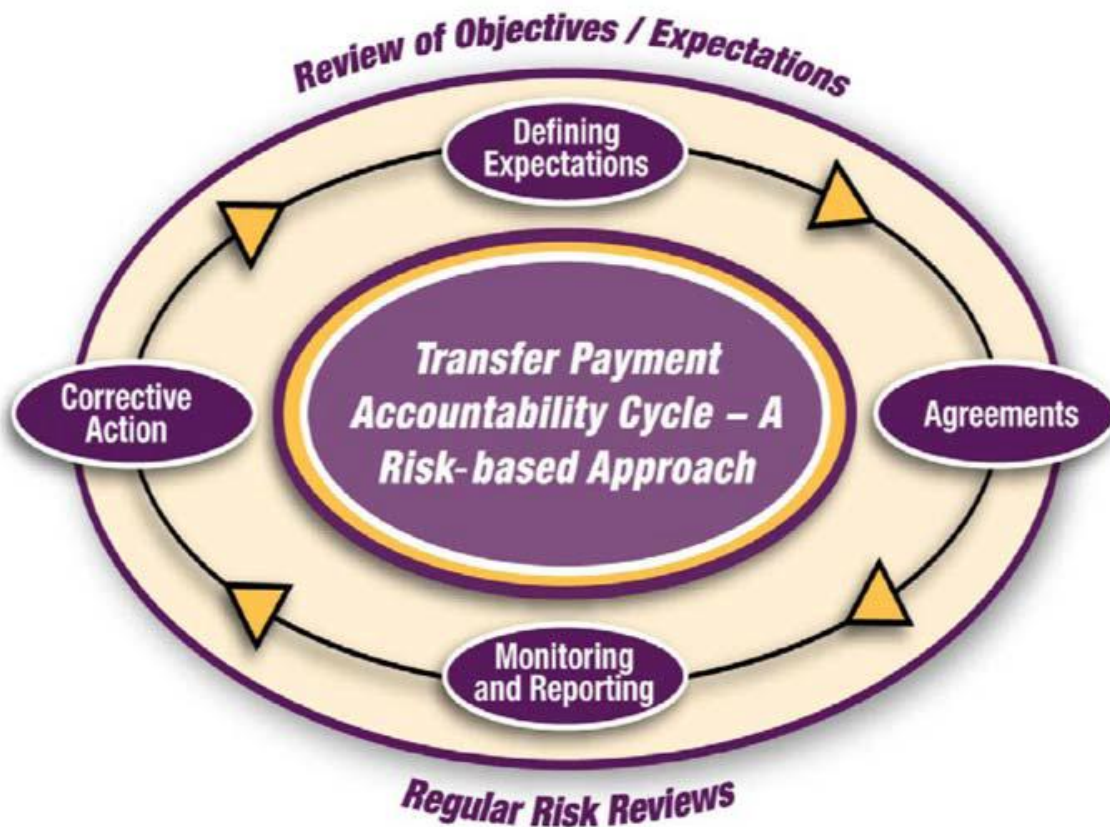 Review of Objectives / Expectations
Defining
Expectations
Transfer Payment
Accountability Cycle – A
Risk-based Approach
Corrective
Action
Agreements
Monitoring
and Reporting
Regular Risk Reviews